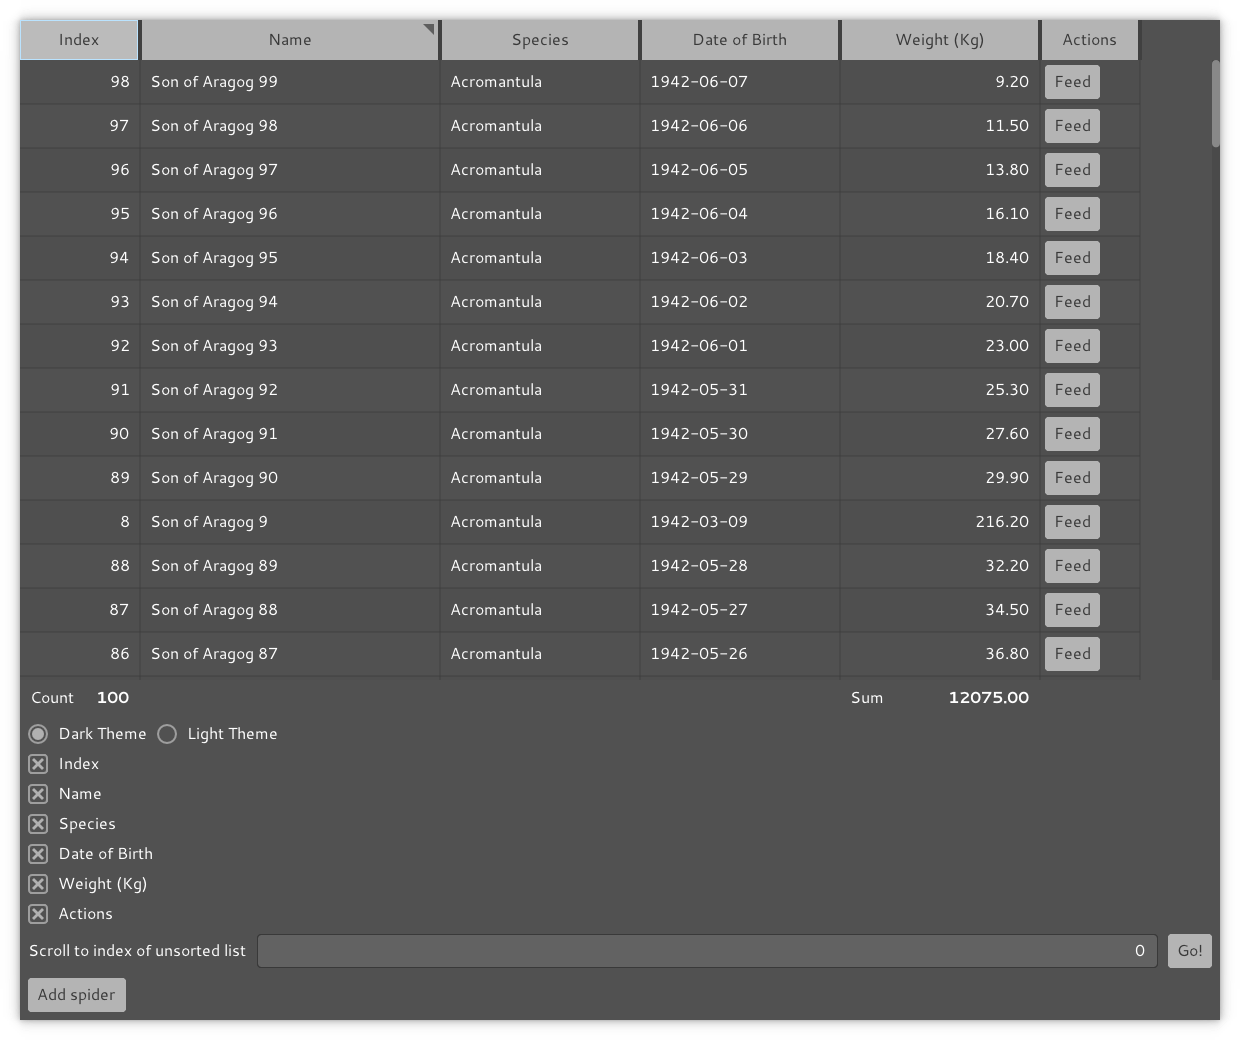 Index Name Species Date of Birth Weight (Kg) Actions
98 Son of Aragog 99 Acromantula 1942-06-07 9.20 Feed
97 Son of Aragog 98 Acromantula 1942-06-06 11.50 Feed
96 Son of Aragog 97 Acromantula 1942-06-05 13.80 Feed
95 Son of Aragog 96 Acromantula 1942-06-04 16.10 Feed
94 Son of Aragog 95 Acromantula 1942-06-03 18.40 Feed
93 Son of Aragog 94 Acromantula 1942-06-02 20.70 Feed
92 Son of Aragog 93 Acromantula 1942-06-01 23.00 Feed
91 Son of Aragog 92 Acromantula 1942-05-31 25.30 Feed
90 Son of Aragog 91 Acromantula 1942-05-30 27.60 Feed
89 Son of Aragog 90 Acromantula 1942-05-29 29.90 Feed
8 Son of Aragog 9 Acromantula 1942-03-09 216.20 Feed
88 Son of Aragog 89 Acromantula 1942-05-28 32.20 Feed
87 Son of Aragog 88 Acromantula 1942-05-27 34.50 Feed
86 Son of Aragog 87 Acromantula 1942-05-26 36.80 Feed
Count 100 Sum 12075.00
Dark Theme Light Theme
Index
Name
Species
Date of Birth
Weight (Kg)
Actions
Scroll to index of unsorted list 0 Go!
Add spider